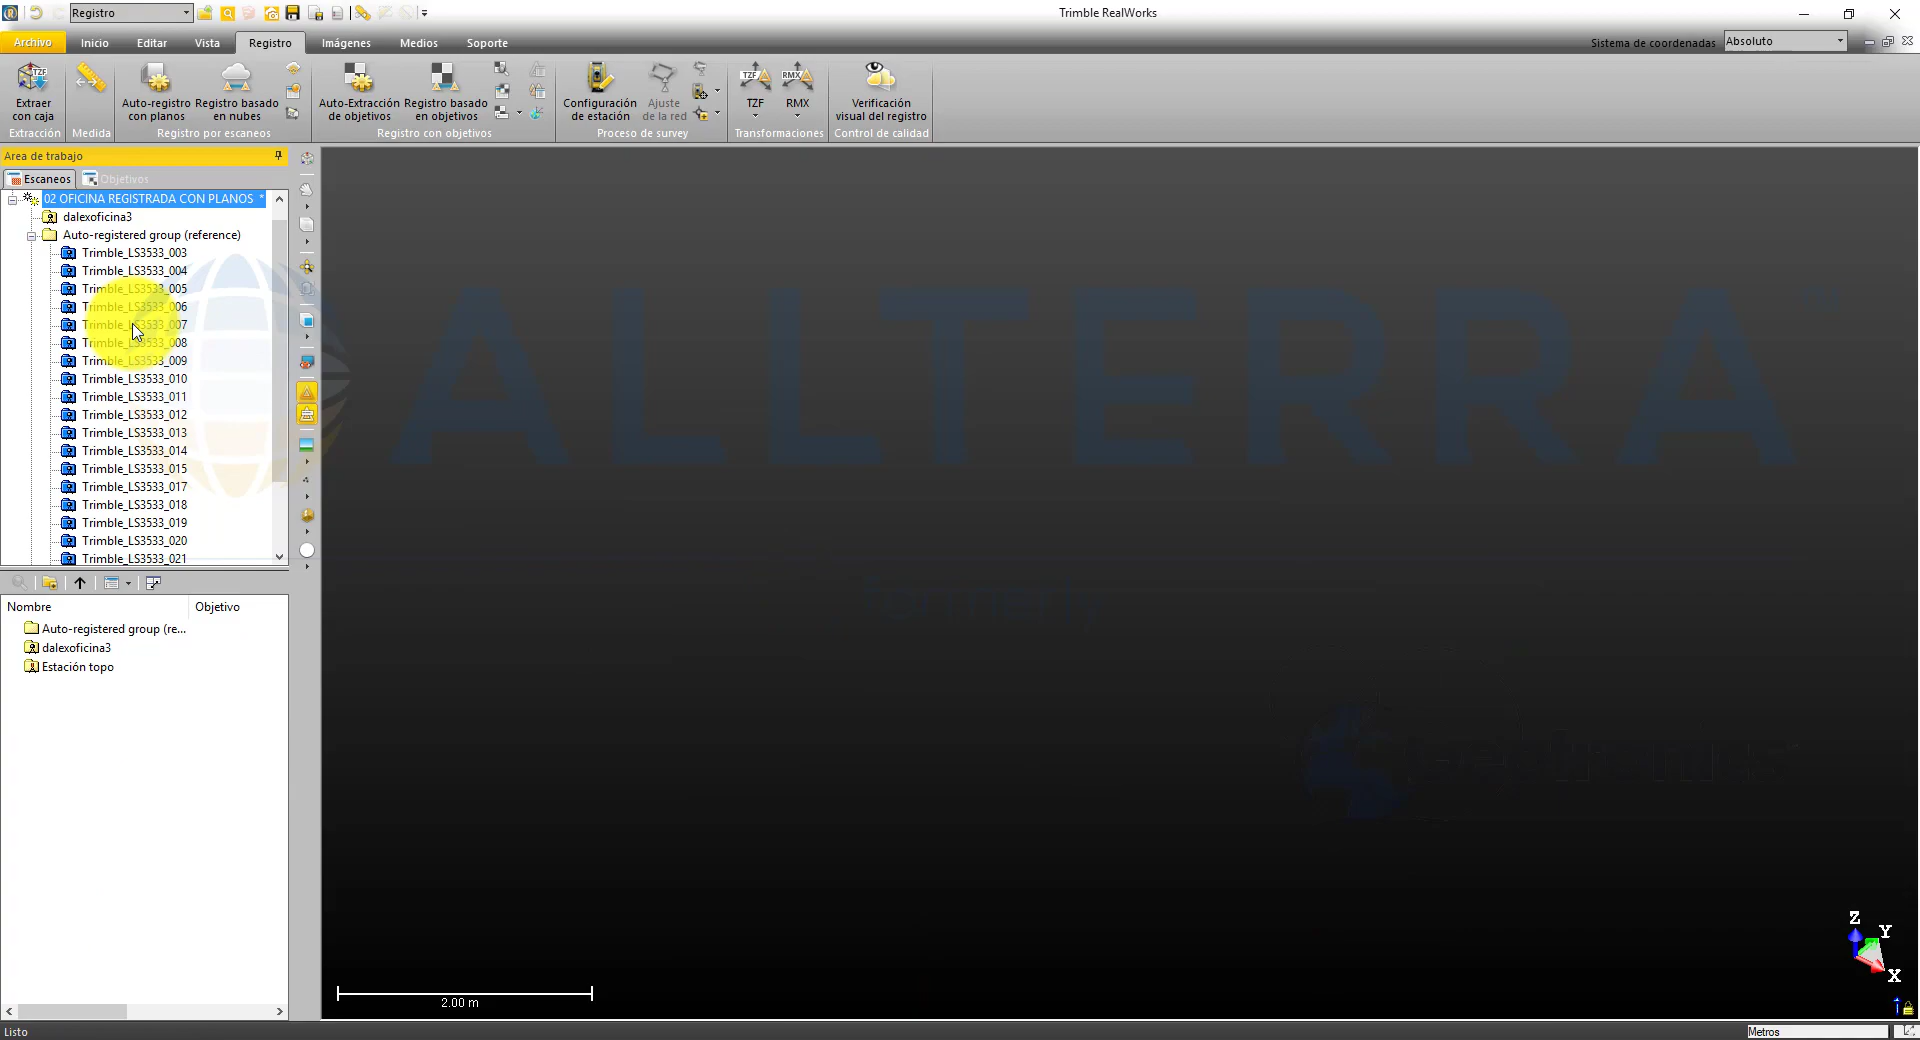 Registro
Trimble RealWorks
Archivo Inicio Editar Vista Registro Imágenes Medios Soporte
Sistema de coordenadas Absoluto
Extraer con caja
Extracción
Medida
Auto-registro con planos
Registro basado en nubes
Registro por escaneos
Auto-Extracción de objetivos
Registro basado en objetivos
Registro con objetivos
Configuración de estación
Ajuste de la red
Proceso de survey
TZF
RMX
Transformaciones
Verificación visual del registro
Control de calidad
Area de trabajo
Escaneos Objetivos
02 OFICINA REGISTRADA CON PLANOS *
dalexoficina3
Auto-registered group (reference)
Trimble_LS3533_003
Trimble_LS3533_004
Trimble_LS3533_005
Trimble_LS3533_006
Trimble_LS3533_007
Trimble_LS3533_008
Trimble_LS3533_009
Trimble_LS3533_010
Trimble_LS3533_011
Trimble_LS3533_012
Trimble_LS3533_013
Trimble_LS3533_014
Trimble_LS3533_015
Trimble_LS3533_017
Trimble_LS3533_018
Trimble_LS3533_019
Trimble_LS3533_020
Trimble_LS3533_021
ALLTERRA
formerly
Nombre Objetivo
Auto-registered group (re...
dalexoficina3
Estación topo
2.00 m
Z
Y
X
Listo
Metros